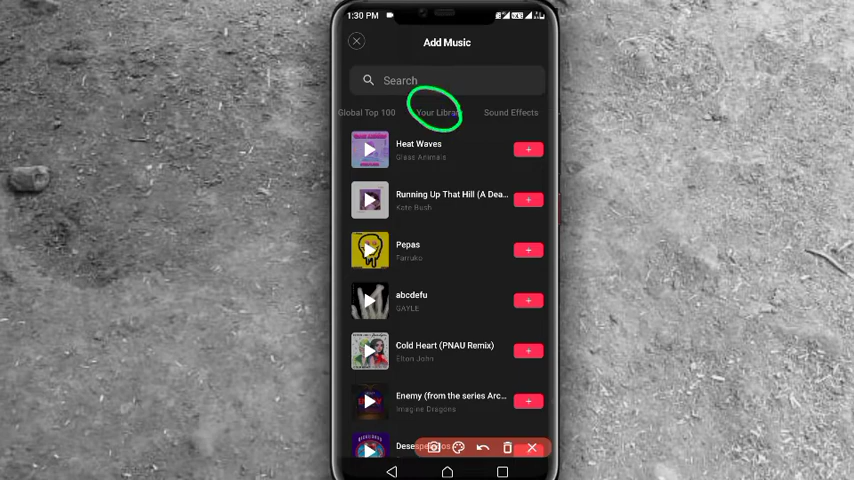 1:30 PM
Add Music
Search
Global Top 100 Your Library Sound Effects
Heat Waves
Glass Animals
Running Up That Hill (A Dea...
Kate Bush
Pepas
Farruko
abcdefu
GAYLE
Cold Heart (PNAU Remix)
Elton John
Enemy (from the series Arc...
Imagine Dragons